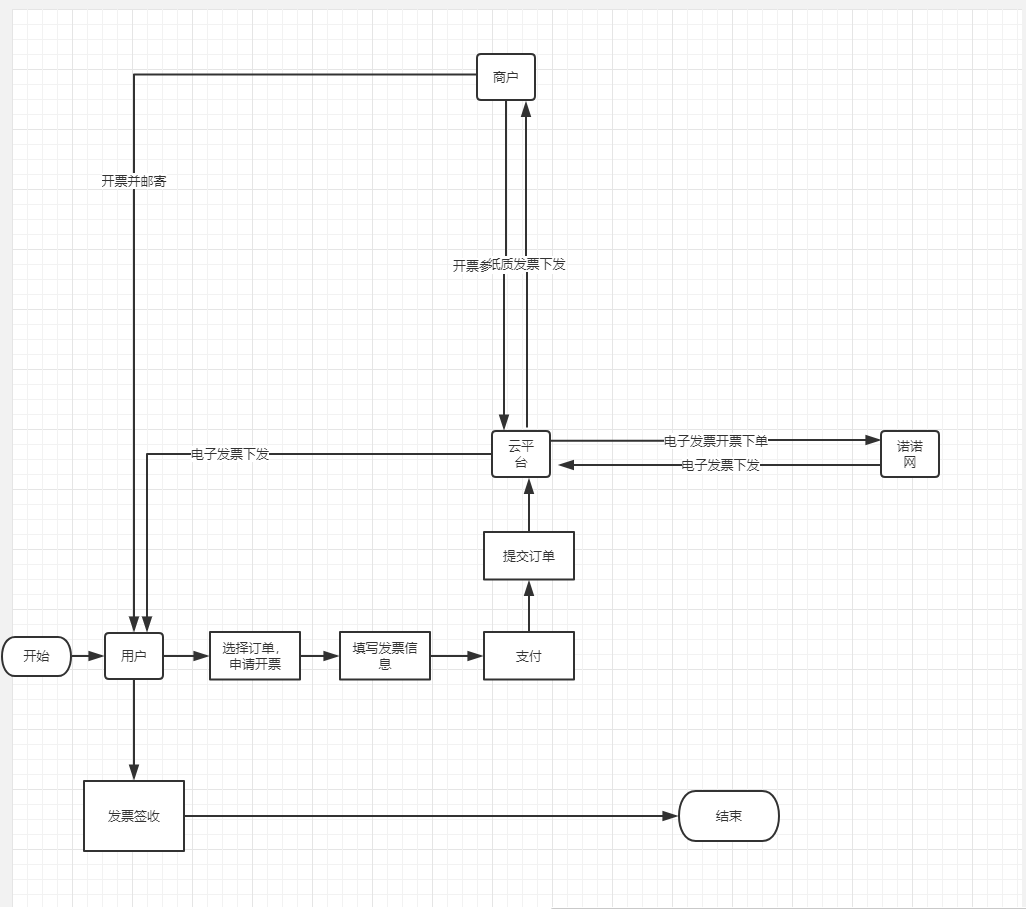 商户
开票并邮寄
开票参
纸质发票下发
云平
台
电子发票开票下单
诺诺
网
电子发票下发
电子发票下发
提交订单
开始
用户
选择订单，
申请开票
填写发票信
息
支付
发票签收
结束